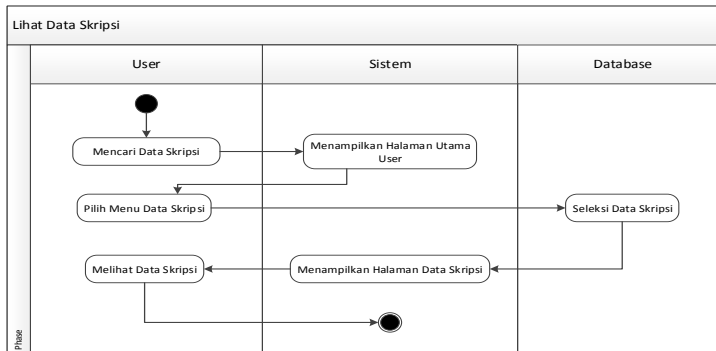 Lihat Data Skripsi
User
Sistem
Database
Mencari Data Skripsi
Menampilkan Halaman Utama
User
Pilih Menu Data Skripsi
Seleksi Data Skripsi
Melihat Data Skripsi
Menampilkan Halaman Data Skripsi
Phase